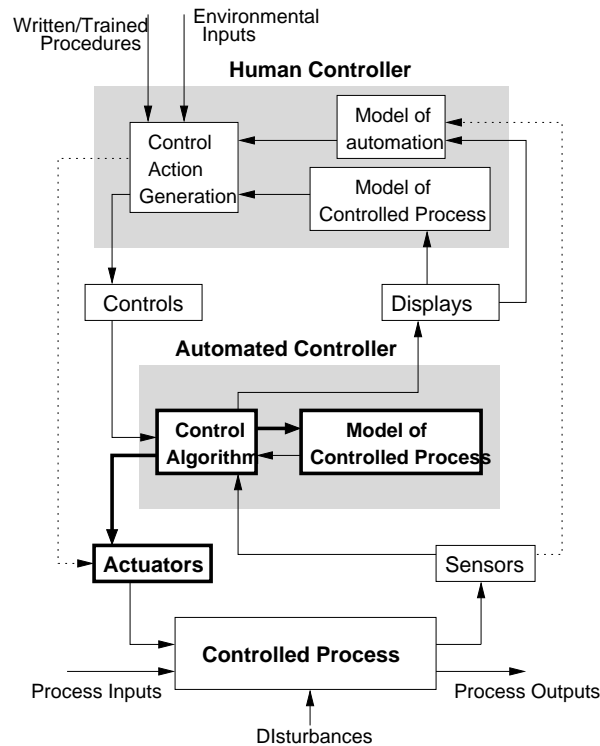 Written/Trained
Procedures
Environmental
Inputs
Human Controller
Control
Action
Generation
Model of
automation
Model of
Controlled Process
Controls
Displays
Automated Controller
Control
Algorithm
Model of
Controlled Process
Actuators
Sensors
Controlled Process
Process Inputs
Process Outputs
DIsturbances